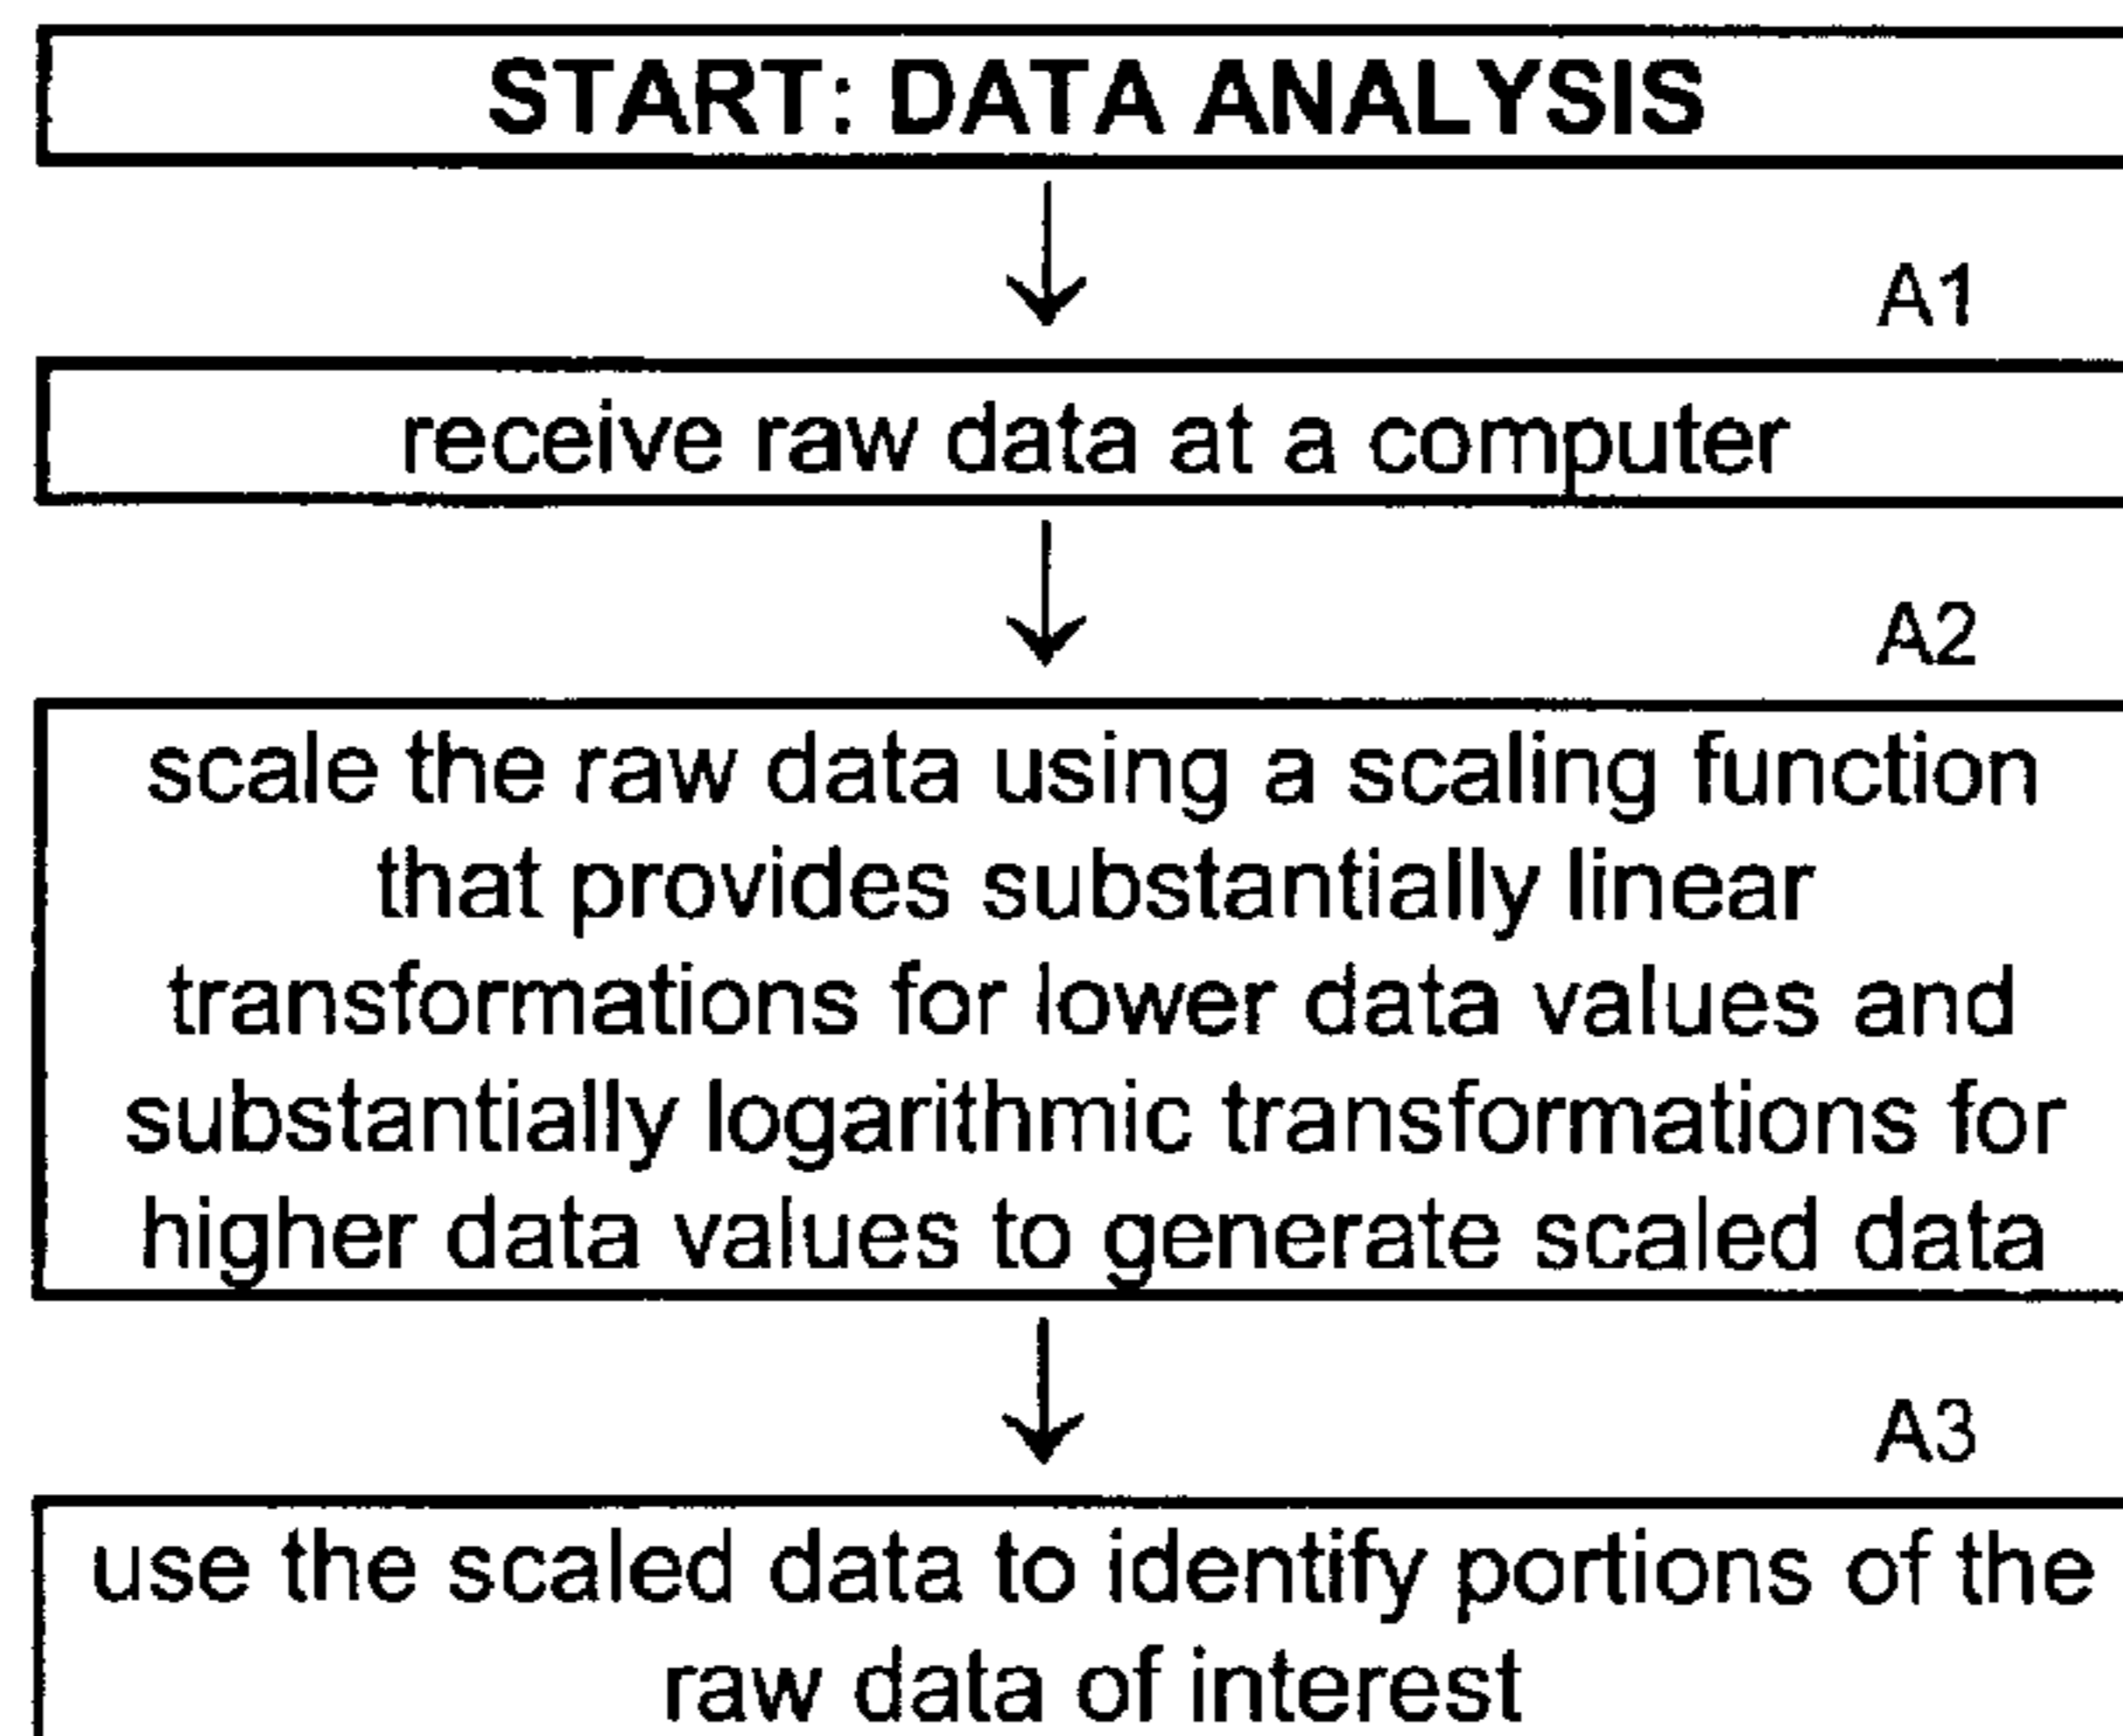 START: DATA ANALYSIS
A1
receive raw data at a computer
A2
scale the raw data using a scaling function
that provides substantially linear
transformations for lower data values and
substantially logarithmic transformations for
higher data values to generate scaled data
A3
use the scaled data to identify portions of the
raw data of interest